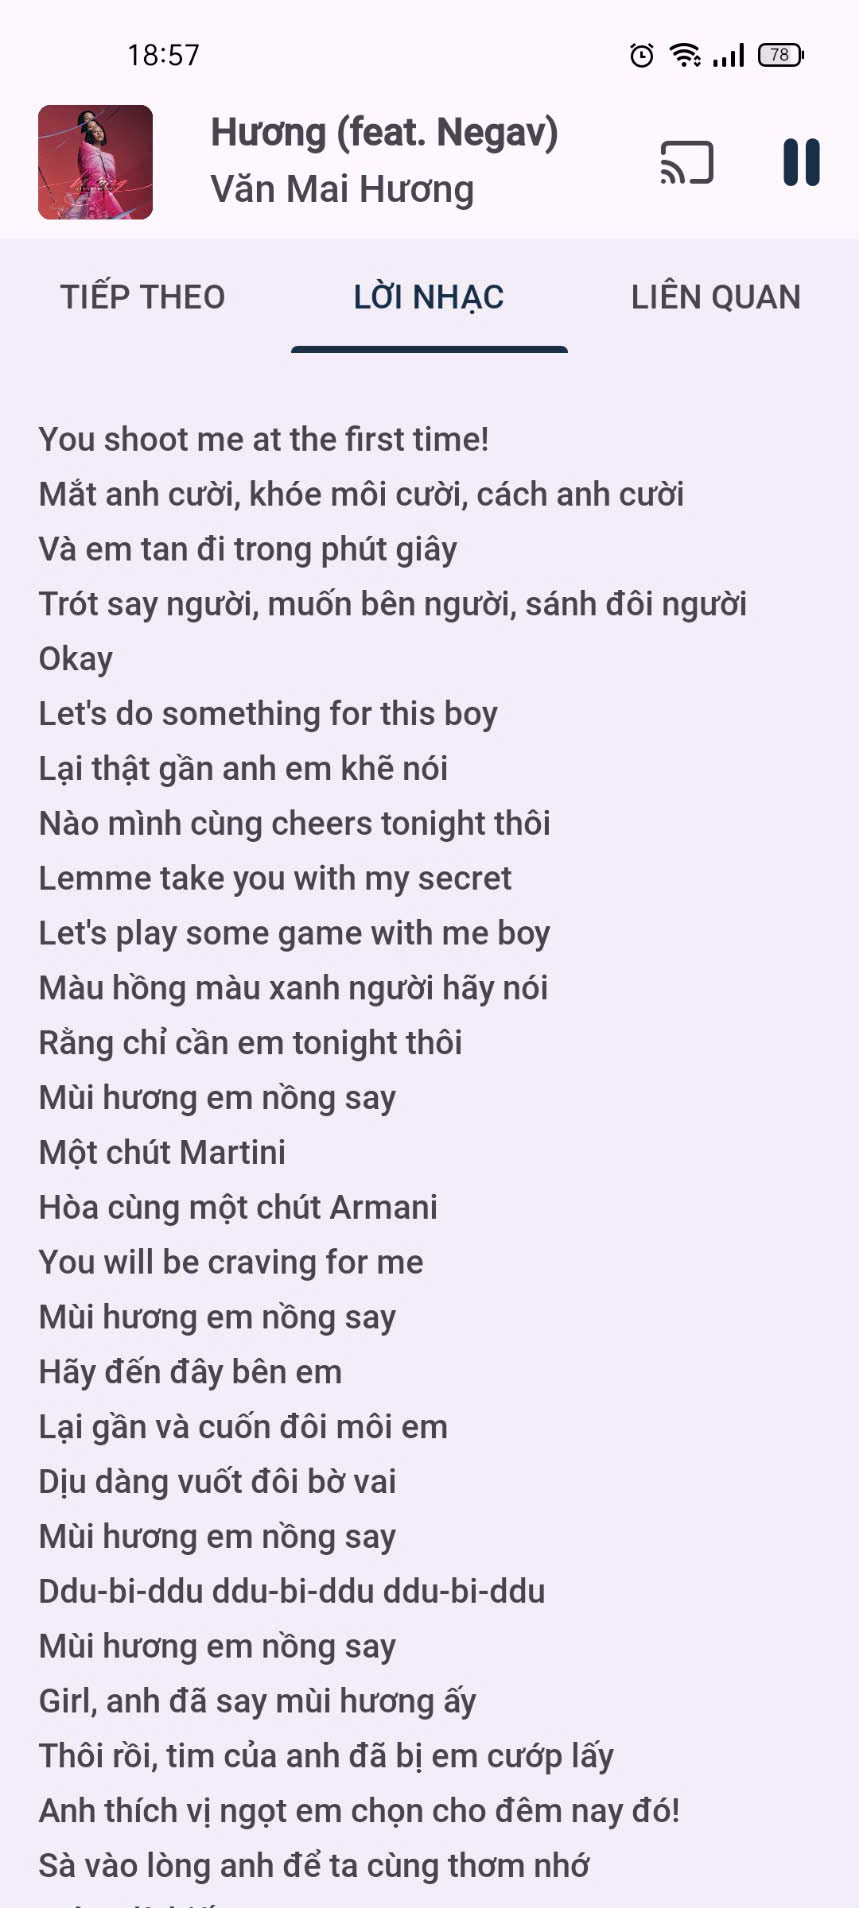 18:57
78
Hương (feat. Negav)
Văn Mai Hương
TIẾP THEO
LỜI NHẠC
LIÊN QUAN
You shoot me at the first time!
Mắt anh cười, khóe môi cười, cách anh cười
Và em tan đi trong phút giây
Trót say người, muốn bên người, sánh đôi người
Okay
Let's do something for this boy
Lại thật gần anh em khẽ nói
Nào mình cùng cheers tonight thôi
Lemme take you with my secret
Let's play some game with me boy
Màu hồng màu xanh người hãy nói
Rằng chỉ cần em tonight thôi
Mùi hương em nồng say
Một chút Martini
Hòa cùng một chút Armani
You will be craving for me
Mùi hương em nồng say
Hãy đến đây bên em
Lại gần và cuốn đôi môi em
Dịu dàng vuốt đôi bờ vai
Mùi hương em nồng say
Ddu-bi-ddu ddu-bi-ddu ddu-bi-ddu
Mùi hương em nồng say
Girl, anh đã say mùi hương ấy
Thôi rồi, tim của anh đã bị em cướp lấy
Anh thích vị ngọt em chọn cho đêm nay đó!
Sà vào lòng anh để ta cùng thơm nhớ